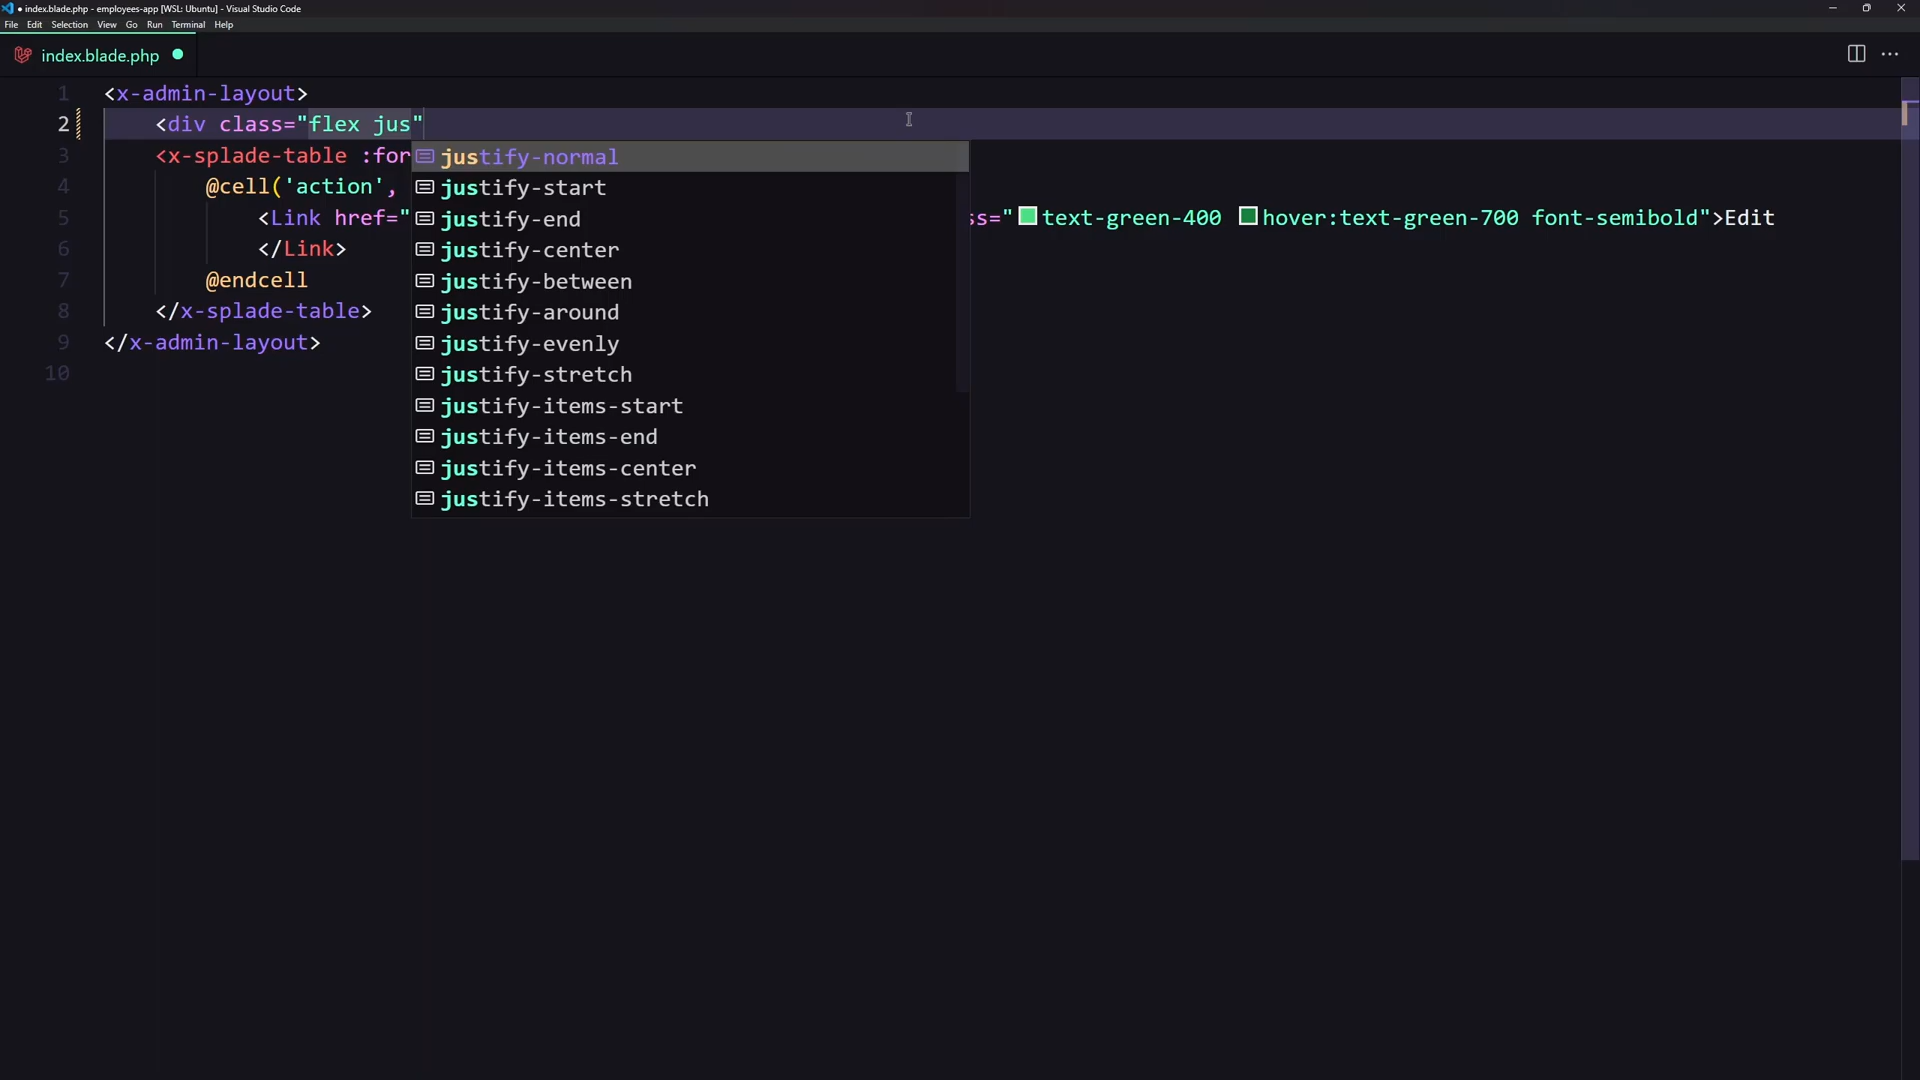 ● index.blade.php - employees-app [WSL: Ubuntu] - Visual Studio Code
File Edit Selection View Go Run Terminal Help
index.blade.php ●
1 <x-admin-layout>
2 <div class="flex jus"
3 <x-splade-table :for
4 @cell('action',
5 <Link href=" ss=" text-green-400 hover:text-green-700 font-semibold">Edit
6 </Link>
7 @endcell
8 </x-splade-table>
9 </x-admin-layout>
10
justify-normal
justify-start
justify-end
justify-center
justify-between
justify-around
justify-evenly
justify-stretch
justify-items-start
justify-items-end
justify-items-center
justify-items-stretch